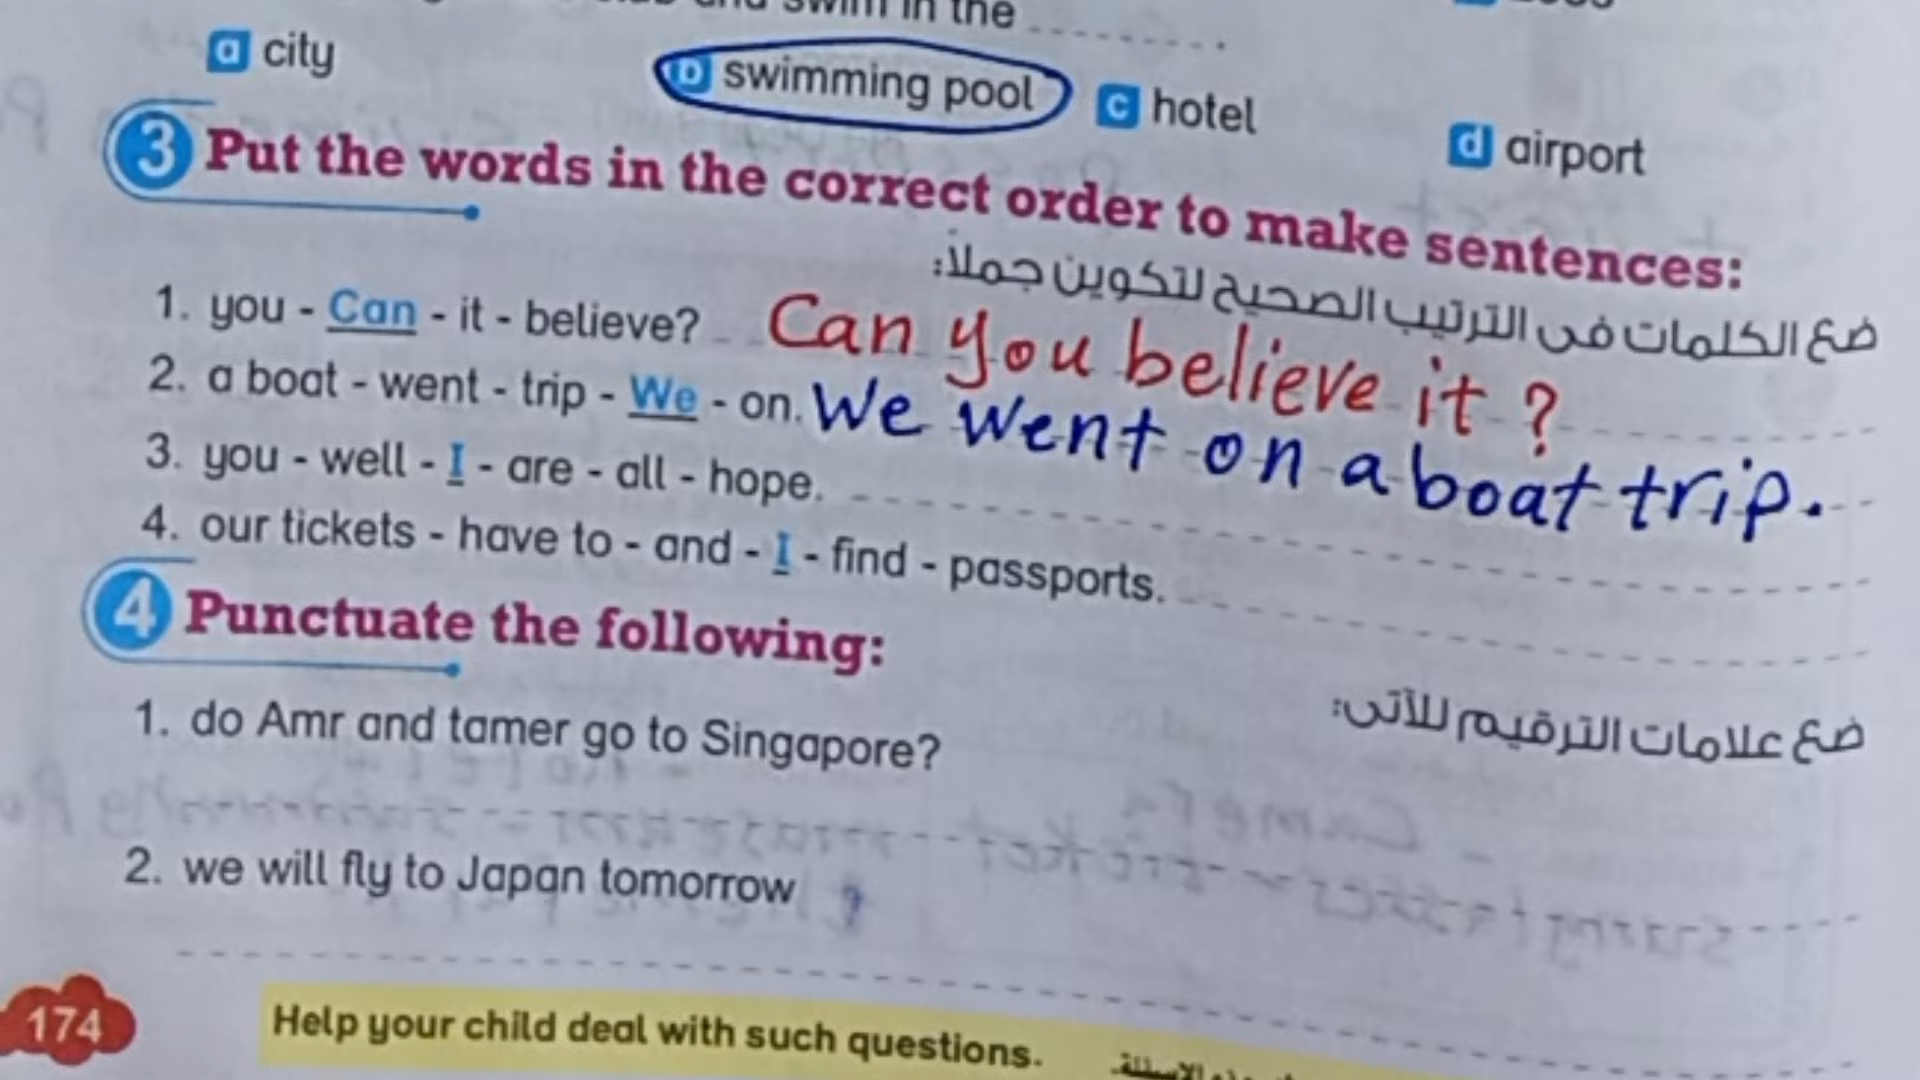 and swim in the ..........
a city
b swimming pool
c hotel
d airport
3 Put the words in the correct order to make sentences:
ضع الكلمات فى الترتيب الصحيح لتكوين جملاً:
1. you - Can - it - believe? Can you believe it?
2. a boat - went - trip - We - on. We went on a boat trip.
3. you - well - I - are - all - hope.
4. our tickets - have to - and - I - find - passports.
4 Punctuate the following:
ضع علامات الترقيم للآتى:
1. do Amr and tamer go to Singapore?
2. we will fly to Japan tomorrow
174
Help your child deal with such questions.